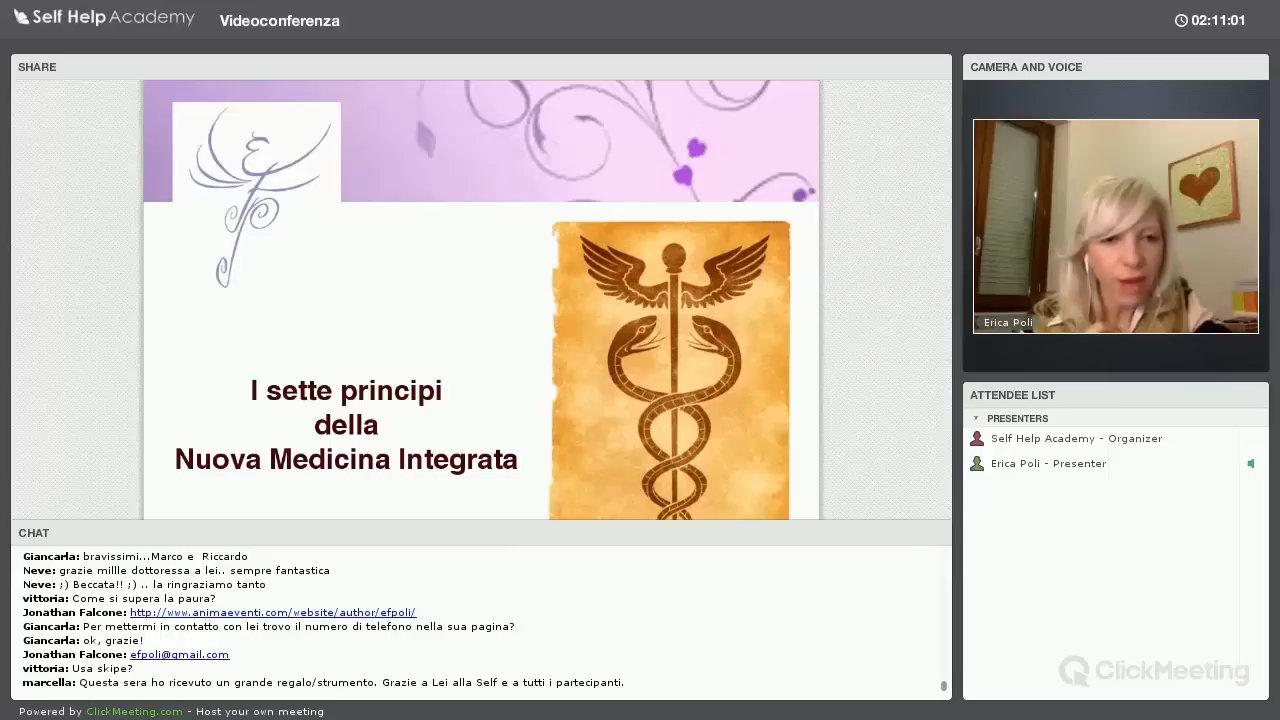 Self Help Academy
Videoconferenza
02:11:01
SHARE
I sette principi
della
Nuova Medicina Integrata
CAMERA AND VOICE
Erica Poli
ATTENDEE LIST
PRESENTERS
Self Help Academy - Organizer
Erica Poli - Presenter
ClickMeeting
CHAT
Giancarla: bravissimi...Marco e Riccardo
Neve: grazie millle dottoressa a lei.. sempre fantastica
Neve: ;) Beccata!! ;) .. la ringraziamo tanto
vittoria: Come si supera la paura?
Jonathan Falcone: http://www.animaeventi.com/website/author/efpoli/
Giancarla: Per mettermi in contatto con lei trovo il numero di telefono nella sua pagina?
Giancarla: ok, grazie!
Jonathan Falcone: efpoli@gmail.com
vittoria: Usa skipe?
marcella: Questa sera ho ricevuto un grande regalo/strumento. Grazie a Lei alla Self e a tutti i partecipanti.
Powered by ClickMeeting.com - Host your own meeting